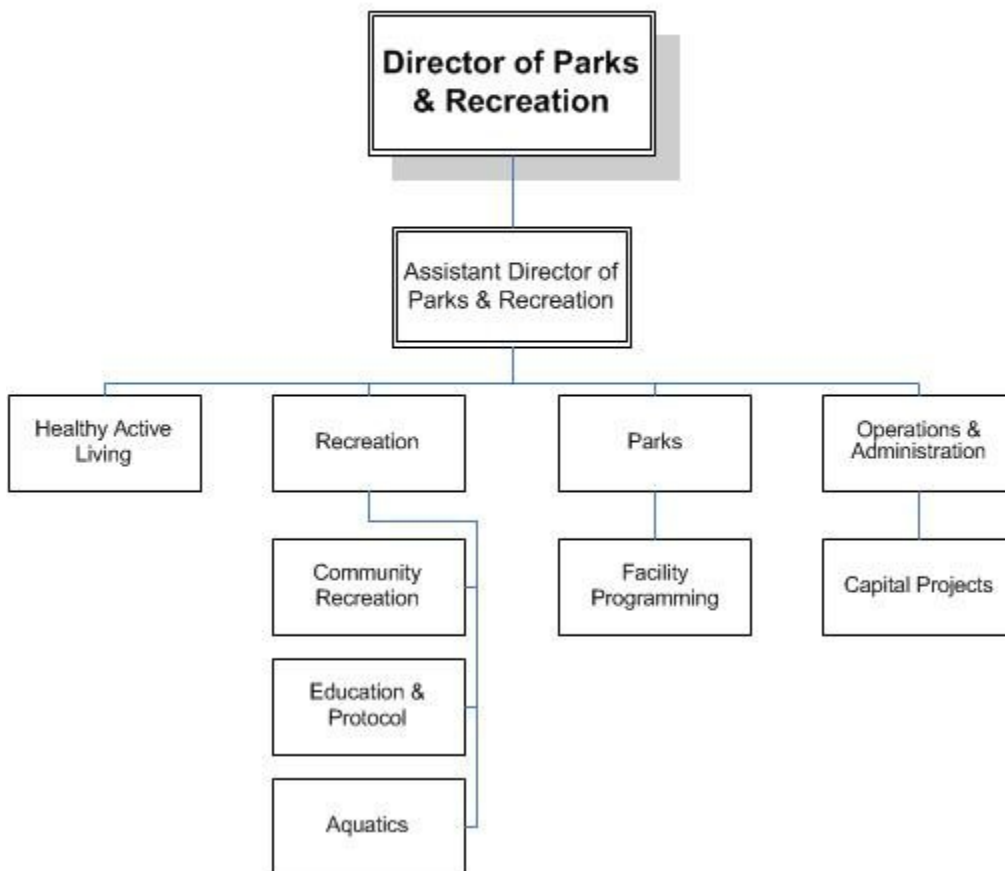 Director of Parks
& Recreation
Assistant Director of
Parks & Recreation
Healthy Active
Living
Recreation
Parks
Operations &
Administration
Community
Recreation
Facility
Programming
Capital Projects
Education &
Protocol
Aquatics